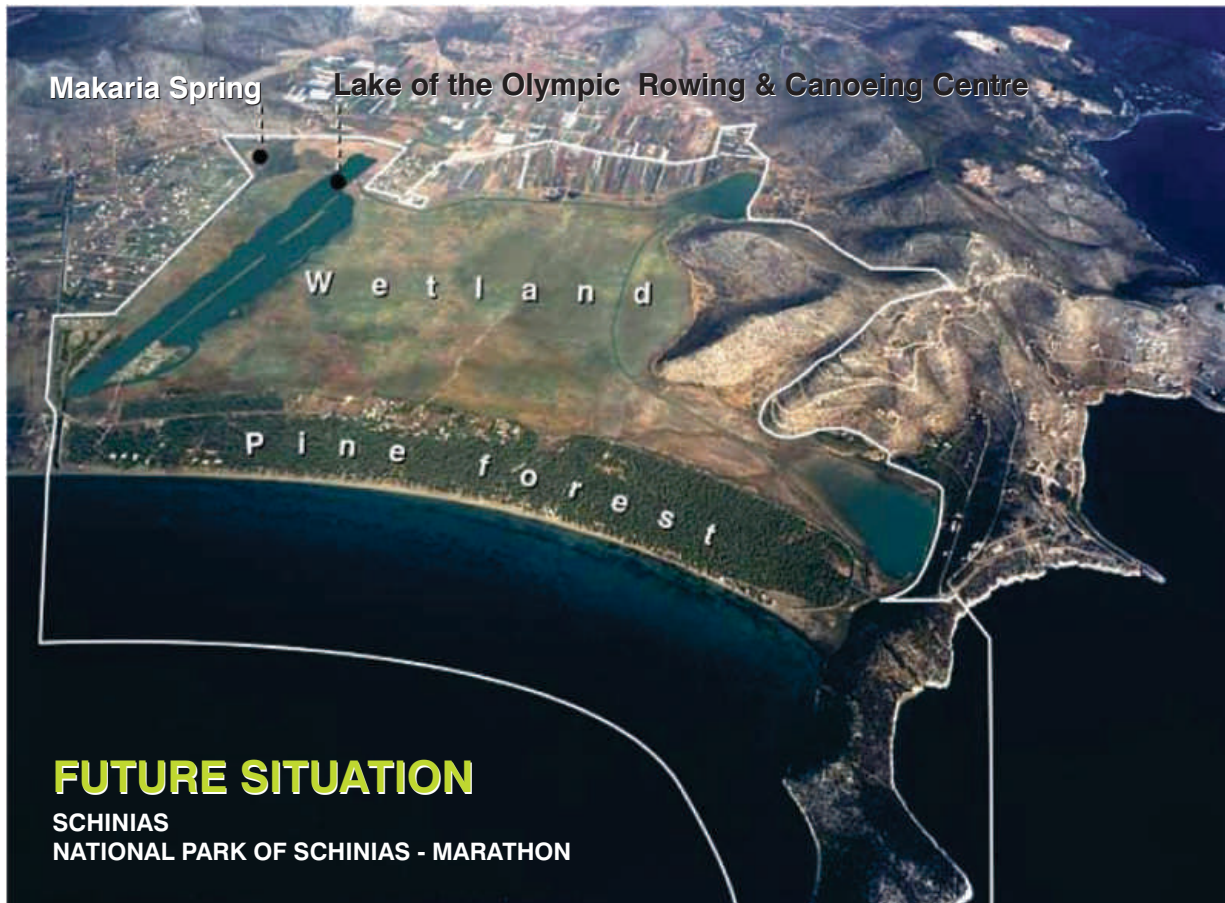 Makaria Spring
Lake of the Olympic Rowing & Canoeing Centre
Wetland
Pine forest
FUTURE SITUATION
SCHINIAS
NATIONAL PARK OF SCHINIAS - MARATHON